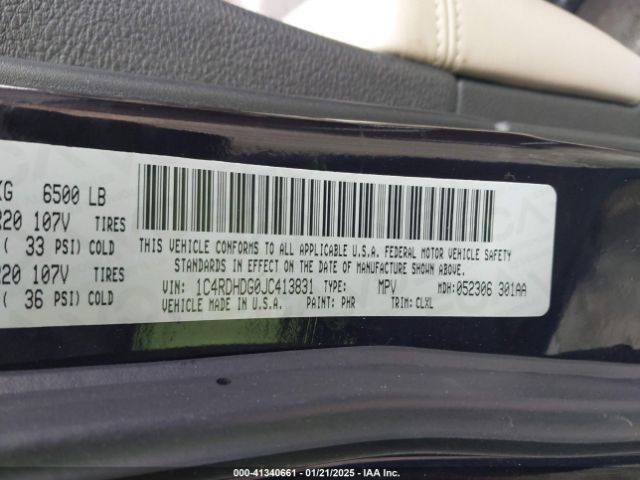 KG 6500 LB
R20 107V TIRES
( 33 PSI) COLD
R20 107V TIRES
( 36 PSI) COLD
THIS VEHICLE CONFORMS TO ALL APPLICABLE U.S.A. FEDERAL MOTOR VEHICLE SAFETY
STANDARDS IN EFFECT ON THE DATE OF MANUFACTURE SHOWN ABOVE.
VIN: 1C4RDHDG0JC413831 TYPE: MPV MDH: 052306 301AA
VEHICLE MADE IN U.S.A. PAINT: PHR TRIM: CLXL
000-41340661 | 01/21/2025 | IAA Inc.